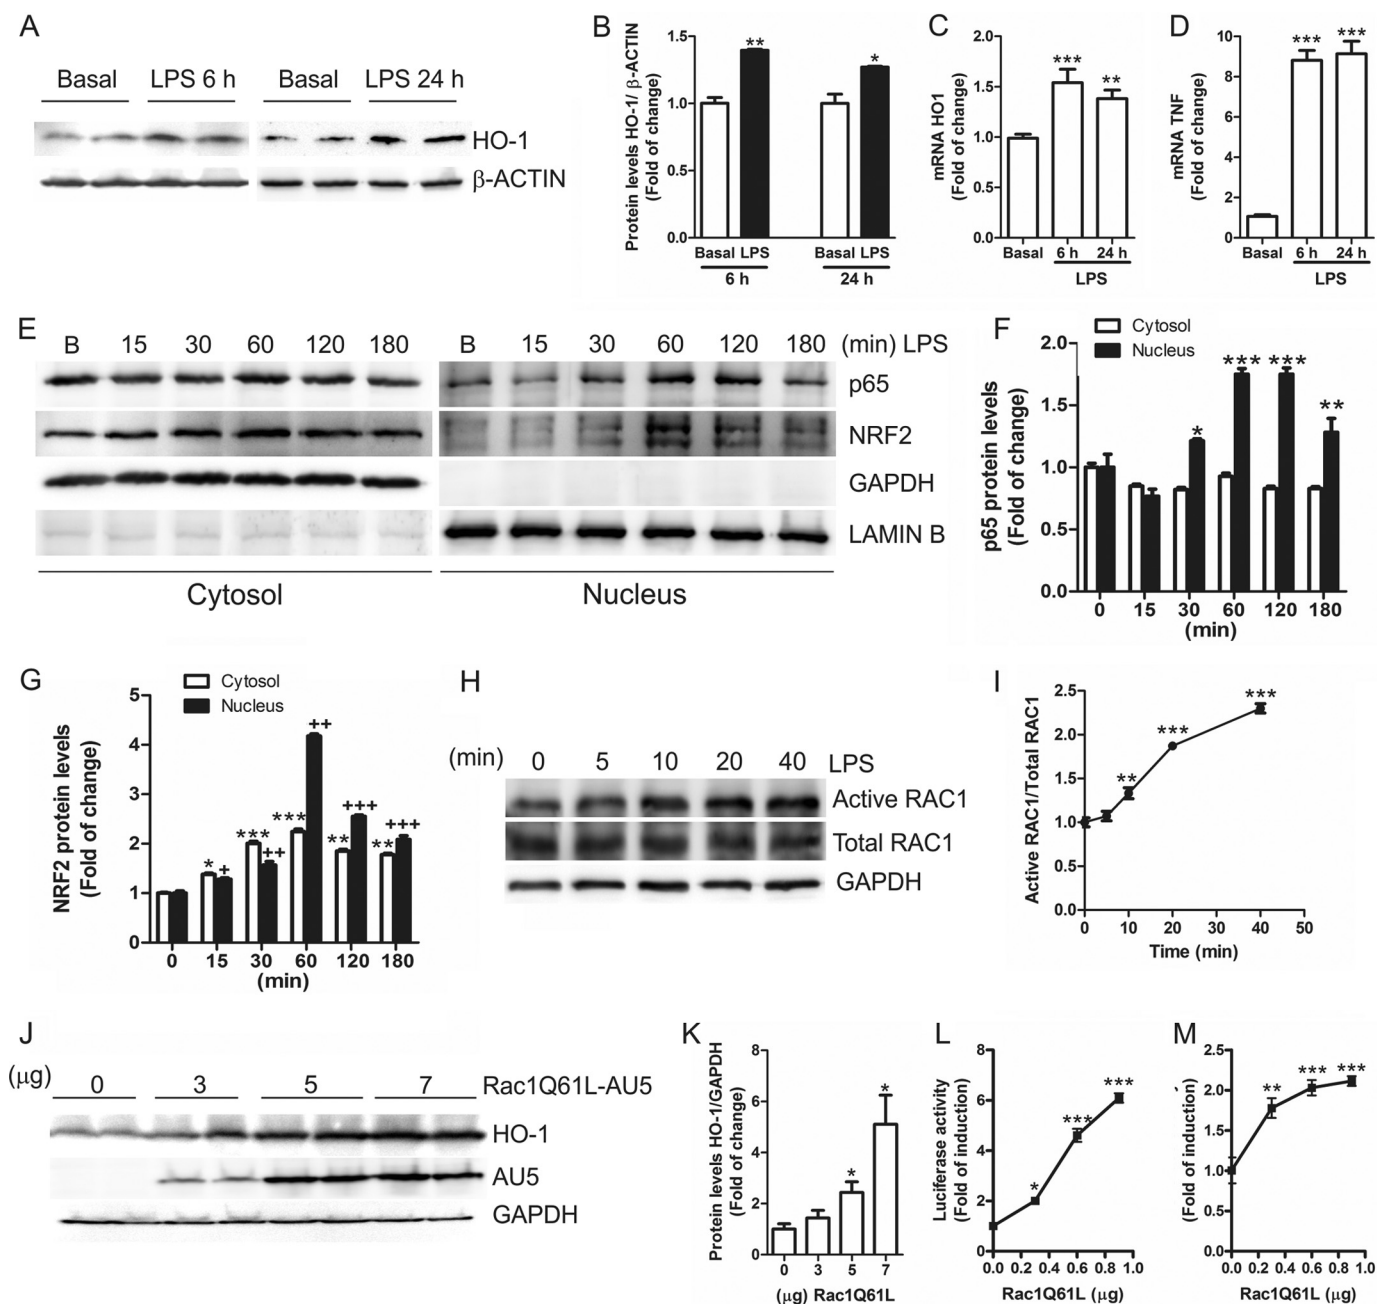 A
Basal LPS 6 h Basal LPS 24 h
HO-1
β-ACTIN
B
Protein levels HO-1/ β-ACTIN
(Fold of change)
1.5
1.0
0.5
0.0
** *
Basal LPS Basal LPS
6 h 24 h
C
mRNA HO1
(Fold of change)
2.0
1.5
1.0
0.5
0.0
*** **
Basal 6 h 24 h
LPS
D
mRNA TNF
(Fold of change)
10
8
6
4
2
0
*** ***
Basal 6 h 24 h
LPS
E
B 15 30 60 120 180 B 15 30 60 120 180 (min) LPS
p65
NRF2
GAPDH
LAMIN B
Cytosol Nucleus
F
Cytosol
Nucleus
p65 protein levels
(Fold of change)
2.0
1.5
1.0
0.5
0.0
* *** *** **
0 15 30 60 120 180
(min)
G
Cytosol
Nucleus
NRF2 protein levels
(Fold of change)
5
4
3
2
1
0
* + *** ++ *** ++ ** +++ ** +++
0 15 30 60 120 180
(min)
H
(min) 0 5 10 20 40 LPS
Active RAC1
Total RAC1
GAPDH
I
Active RAC1/Total RAC1
2.5
2.0
1.5
1.0
0.5
0.0
** *** ***
0 10 20 30 40 50
Time (min)
J
(μg) 0 3 5 7 Rac1Q61L-AU5
HO-1
AU5
GAPDH
K
Protein levels HO-1/GAPDH
(Fold of change)
8
6
4
2
0
* *
0 3 5 7
(μg) Rac1Q61L
L
Luciferase activity
(Fold of induction)
8
6
4
2
0
* *** ***
0.0 0.2 0.4 0.6 0.8 1.0
Rac1Q61L (μg)
M
(Fold of induction)
2.5
2.0
1.5
1.0
0.5
0.0
** *** ***
0.0 0.2 0.4 0.6 0.8 1.0
Rac1Q61L (μg)